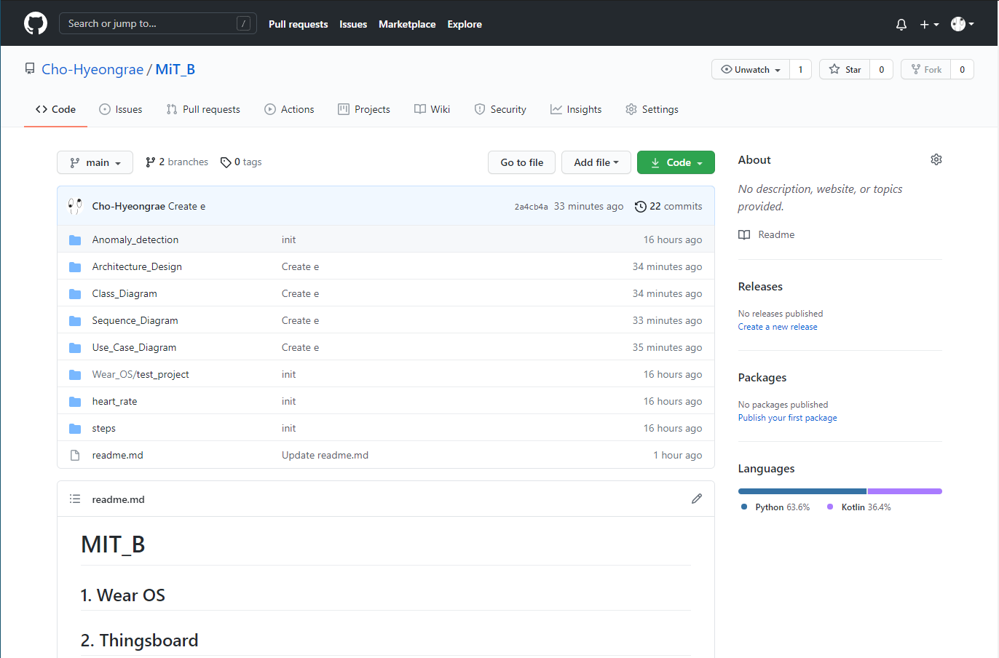 Search or jump to... / Pull requests Issues Marketplace Explore
Cho-Hyeongrae / MiT_B Unwatch 1 Star 0 Fork 0
Code Issues Pull requests Actions Projects Wiki Security Insights Settings
main 2 branches 0 tags Go to file Add file Code
Cho-Hyeongrae Create e 2a4cb4a 33 minutes ago 22 commits
Anomaly_detection init 16 hours ago
Architecture_Design Create e 34 minutes ago
Class_Diagram Create e 34 minutes ago
Sequence_Diagram Create e 33 minutes ago
Use_Case_Diagram Create e 35 minutes ago
Wear_OS/test_project init 16 hours ago
heart_rate init 16 hours ago
steps init 16 hours ago
readme.md Update readme.md 1 hour ago
readme.md
MIT_B
1. Wear OS
2. Thingsboard
About
No description, website, or topics
provided.
Readme
Releases
No releases published
Create a new release
Packages
No packages published
Publish your first package
Languages
Python 63.6% Kotlin 36.4%